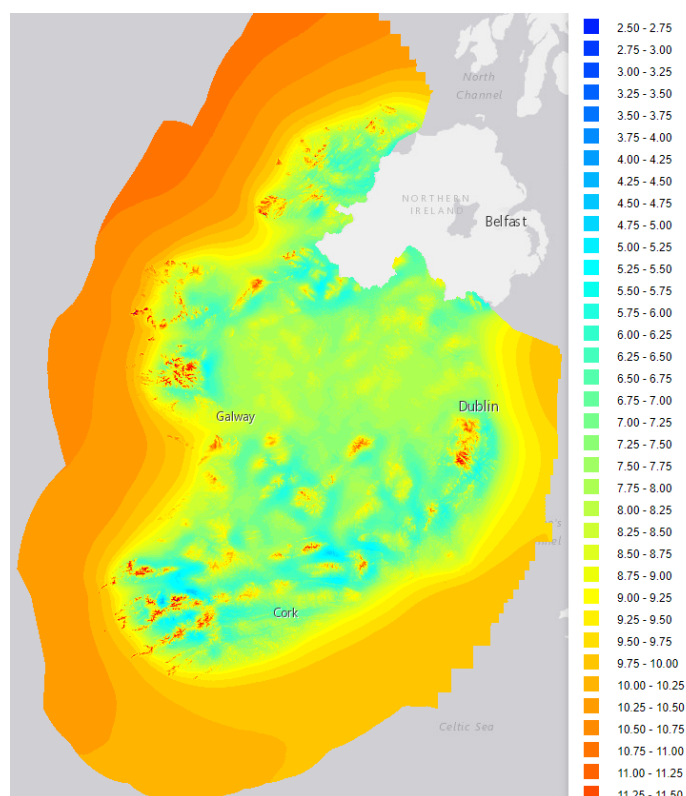 North
Channel
NORTHERN
IRELAND
Belfast
Galway
Dublin
Cork
Celtic Sea
2.50 - 2.75
2.75 - 3.00
3.00 - 3.25
3.25 - 3.50
3.50 - 3.75
3.75 - 4.00
4.00 - 4.25
4.25 - 4.50
4.50 - 4.75
4.75 - 5.00
5.00 - 5.25
5.25 - 5.50
5.50 - 5.75
5.75 - 6.00
6.00 - 6.25
6.25 - 6.50
6.50 - 6.75
6.75 - 7.00
7.00 - 7.25
7.25 - 7.50
7.50 - 7.75
7.75 - 8.00
8.00 - 8.25
8.25 - 8.50
8.50 - 8.75
8.75 - 9.00
9.00 - 9.25
9.25 - 9.50
9.50 - 9.75
9.75 - 10.00
10.00 - 10.25
10.25 - 10.50
10.50 - 10.75
10.75 - 11.00
11.00 - 11.25
11.25 - 11.50